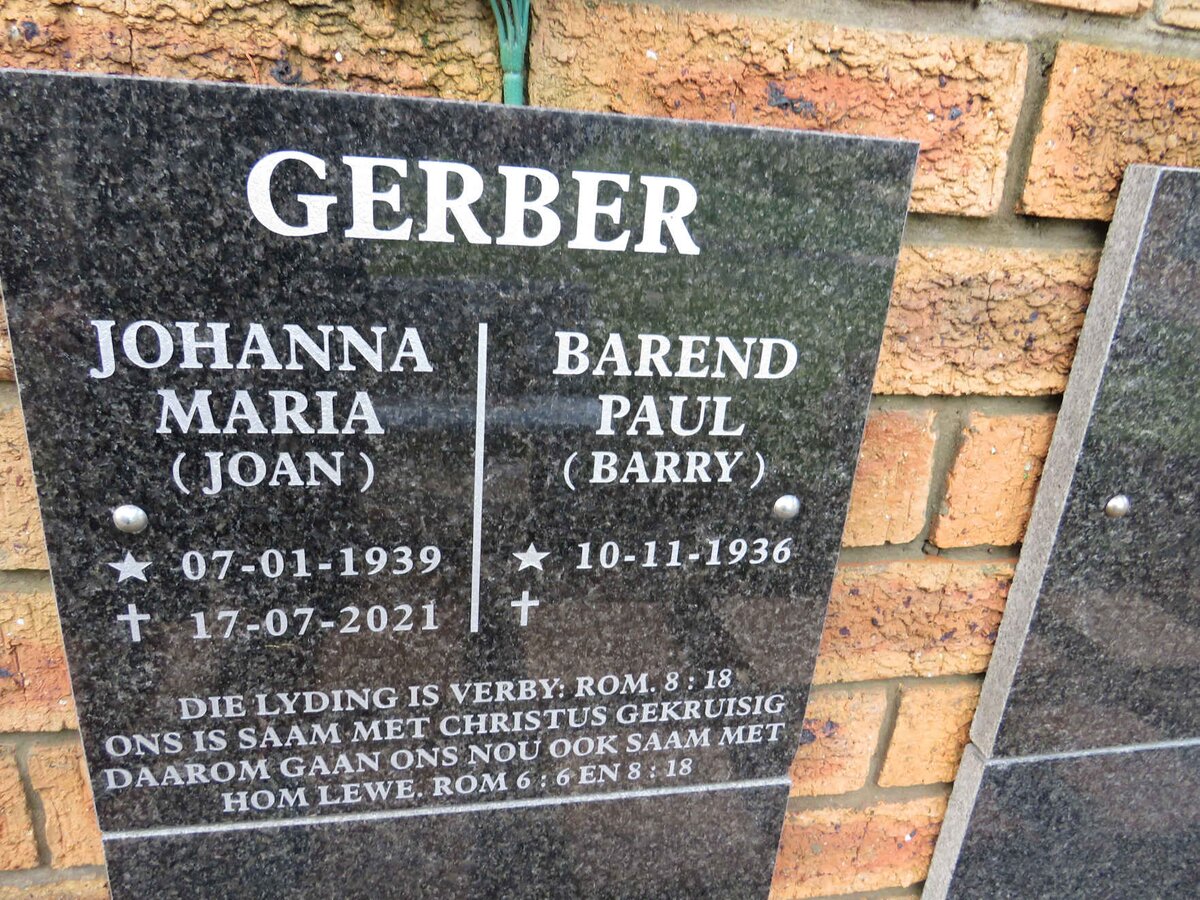 GERBER
JOHANNA
MARIA
(JOAN)
★ 07-01-1939
✝ 17-07-2021
BAREND
PAUL
(BARRY)
★ 10-11-1936
✝
DIE LYDING IS VERBY: ROM. 8 : 18
ONS IS SAAM MET CHRISTUS GEKRUISIG
DAAROM GAAN ONS NOU OOK SAAM MET
HOM LEWE. ROM 6 : 6 EN 8 : 18